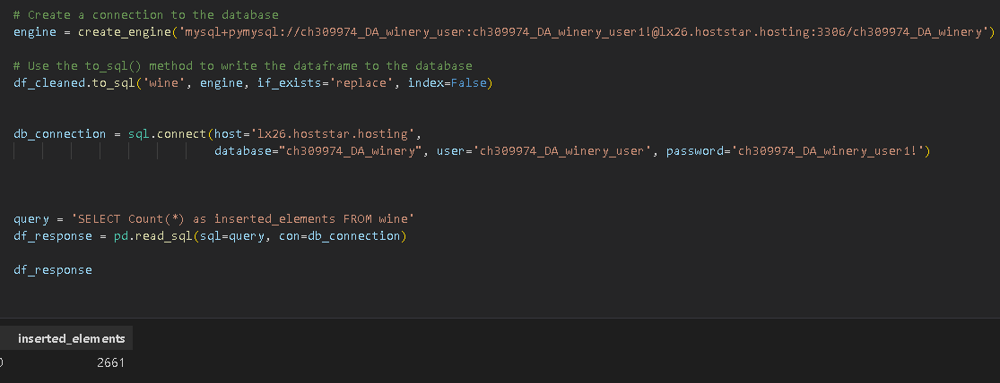 # Create a connection to the database
engine = create_engine('mysql+pymysql://ch309974_DA_winery_user:ch309974_DA_winery_user1!@lx26.hoststar.hosting:3306/ch309974_DA_winery')
# Use the to_sql() method to write the dataframe to the database
df_cleaned.to_sql('wine', engine, if_exists='replace', index=False)
db_connection = sql.connect(host='lx26.hoststar.hosting',
database="ch309974_DA_winery", user='ch309974_DA_winery_user', password='ch309974_DA_winery_user1!')
query = 'SELECT Count(*) as inserted_elements FROM wine'
df_response = pd.read_sql(sql=query, con=db_connection)
df_response
inserted_elements
0 2661